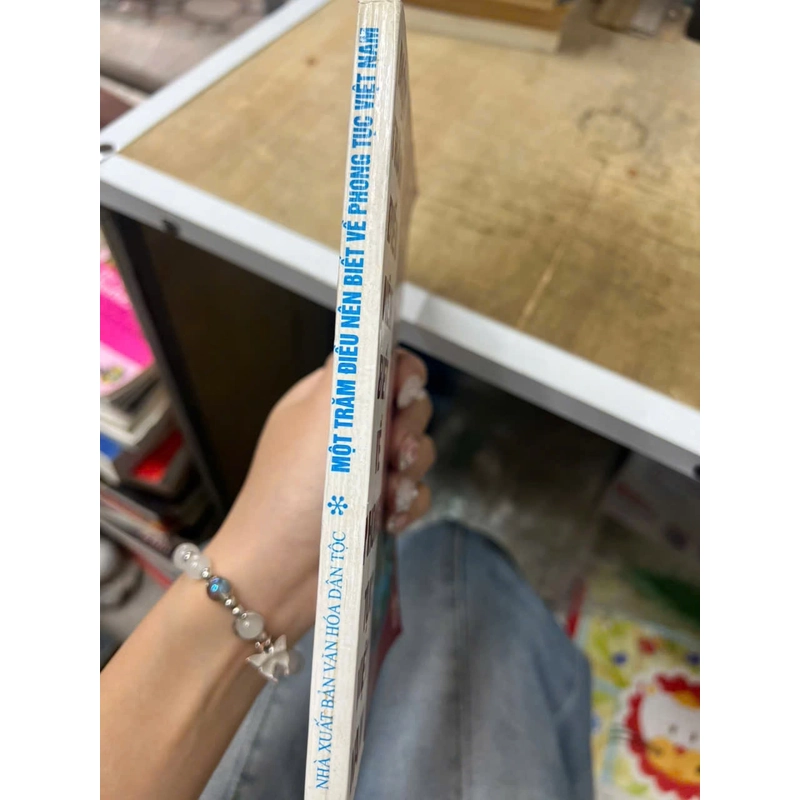 NHÀ XUẤT BẢN VĂN HÓA DÂN TỘC * MỘT TRĂM ĐIỀU NÊN BIẾT VỀ PHONG TỤC VIỆT NAM